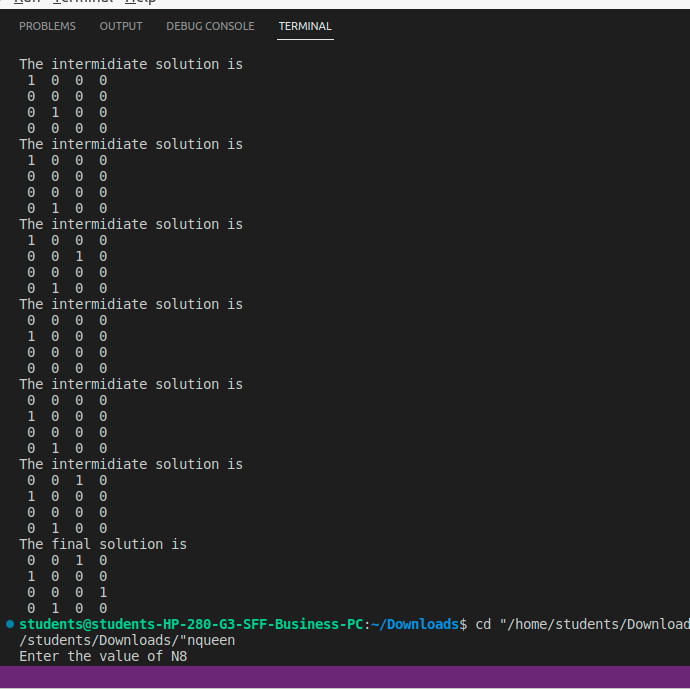 Run Terminal Help
PROBLEMS OUTPUT DEBUG CONSOLE TERMINAL
The intermidiate solution is
1 0 0 0
0 0 0 0
0 1 0 0
0 0 0 0
The intermidiate solution is
1 0 0 0
0 0 0 0
0 0 0 0
0 1 0 0
The intermidiate solution is
1 0 0 0
0 0 1 0
0 0 0 0
0 1 0 0
The intermidiate solution is
0 0 0 0
1 0 0 0
0 0 0 0
0 0 0 0
The intermidiate solution is
0 0 0 0
1 0 0 0
0 0 0 0
0 1 0 0
The intermidiate solution is
0 0 1 0
1 0 0 0
0 0 0 0
0 1 0 0
The final solution is
0 0 1 0
1 0 0 0
0 0 0 1
0 1 0 0
students@students-HP-280-G3-SFF-Business-PC:~/Downloads$ cd "/home/students/Download
/students/Downloads/"nqueen
Enter the value of N8